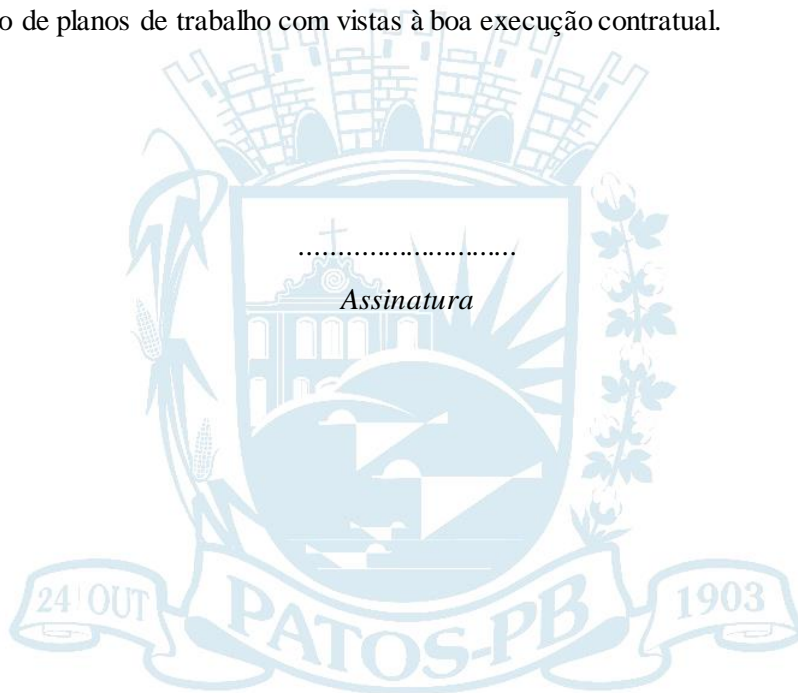 o de planos de trabalho com vistas à boa execução contratual.
..............................
Assinatura
24 OUT
PATOS-PB
1903